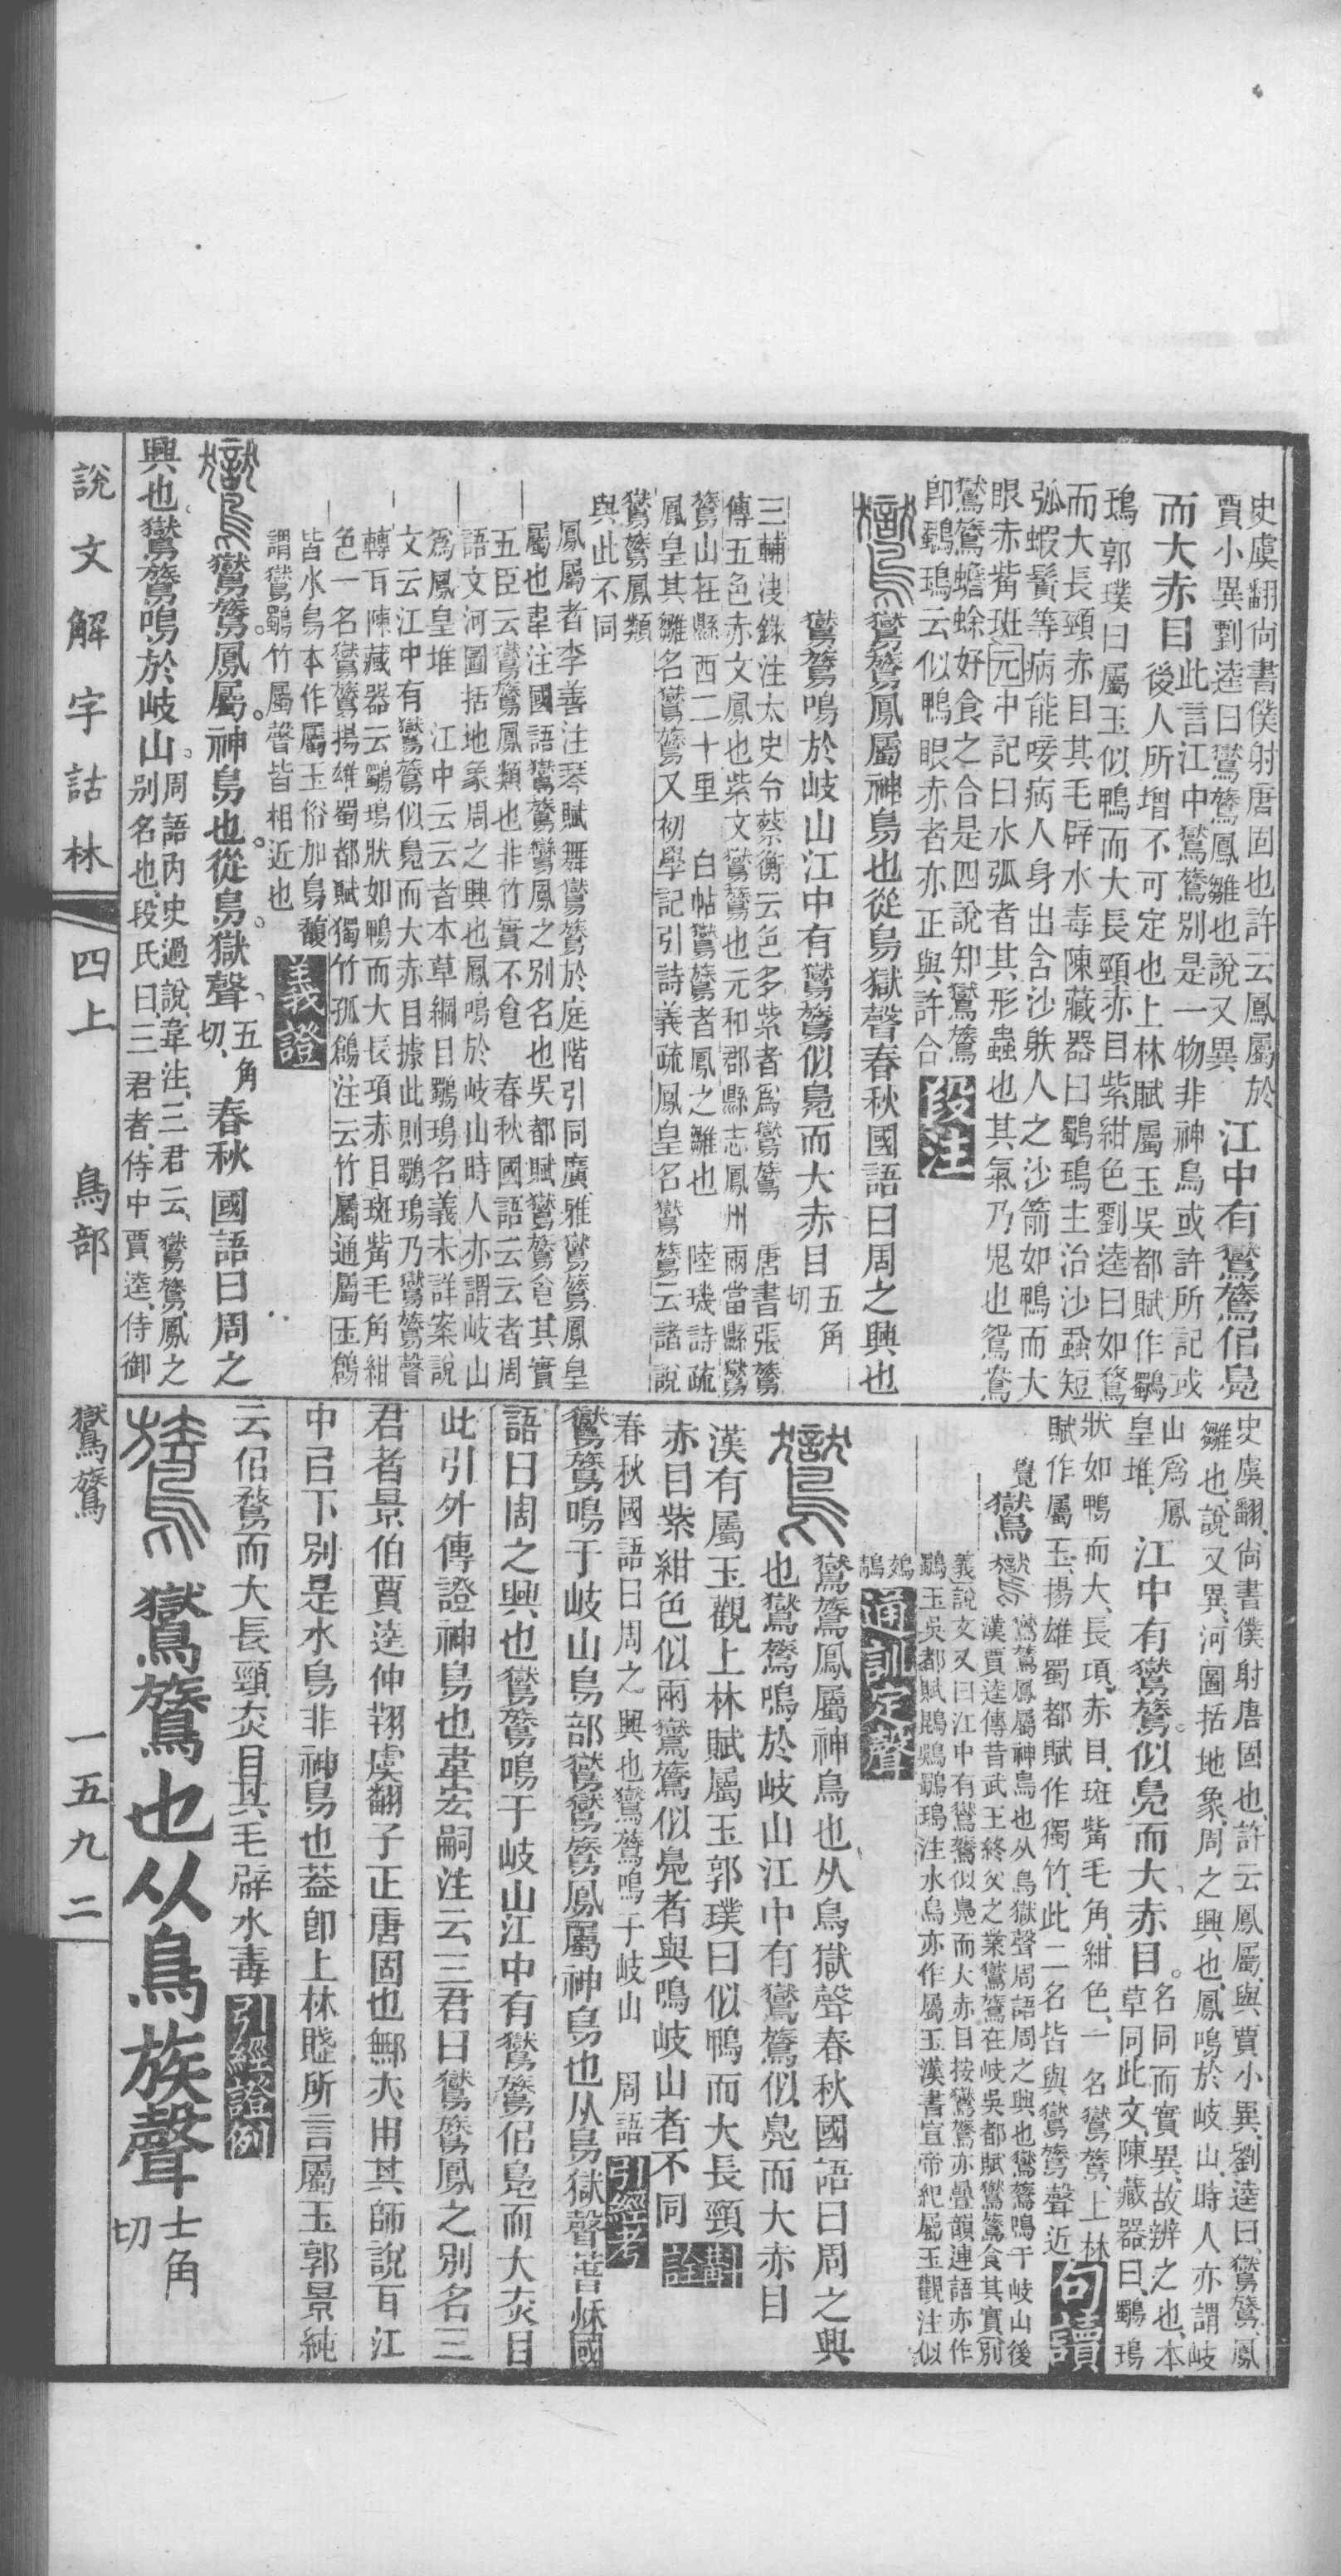 史虞翻尙書僕射唐固也許云鳳屬於
賈小異劉逵曰鸑鷟鳳雛也說又異
江中有鸑鷟佀鳧
而大赤目
此言江中鸑鷟別是一物非神鳥或許所記或
後人所增不可定也上林賦屬玉吳都賦作鸀
鳿郭璞曰屬玉似鴨而大長頸赤目紫紺色劉逵曰如鶩
而大長頸赤目其毛辟水毒陳藏器曰鸀鳿主治沙蝨短
弧蝦鬚等病能唼病人身出含沙躲人之沙箭如鴨而大
眼赤觜斑元中記曰水弧者其形蟲也其氣乃鬼也鴛鴦
鸑鷟蟾蜍好食之合是四說知鸑鷟
卽鸀鳿云似鴨眼赤者亦正與許合
段注
鸑鷟鳳屬神鳥也從鳥獄聲春秋國語曰周之興也
鸑鷟鳴於岐山江中有鸑鷟似鳧而大赤目
五角
切
三輔決錄注太史令蔡衡云色多紫者爲鸑鷟 唐書張鷟
傳五色赤文鳳也紫文鸑鷟也元和郡縣志鳳州兩當縣鸑
鷟山在縣西二十里 白帖鸑鷟者鳳之雛也 陸璣詩疏
鳳皇其雛名鸑鷟又初學記引詩義疏鳳皇名鸑鷟云諸說
鸑鷟鳳類
與此不同
鳳屬者李善注琴賦舞鸑鷟於庭階引同廣雅鸑鷟鳳皇
屬也韋注國語鸑鷟鸞鳳之別名也吳都賦鸑鷟食其實
五臣云鸑鷟鳳類也非竹實不食 春秋國語云云者周
語文河圖括地象周之興也鳳鳴於岐山時人亦謂岐山
爲鳳皇堆 江中云云者本草綱目鸀鳿名義未詳案說
文云江中有鸑鷟似鳧而大赤目據此則鸀鳿乃鸑鷟聲
轉百陳藏器云鸀鳿狀如鴨而大長項赤目斑觜毛角紺
色一名鸑鷟揚雄蜀都賦獨竹孤鶬注云竹屬通屬玉鶬
皆水鳥本作屬玉俗加鳥 馥
謂鸑鸀竹屬聲皆相近也
義證
鸑鷟。鳳屬。神鳥也。從鳥。獄聲。
五角
切、
春秋國語曰周之
興也。鸑鷟鳴於岐山。
周語內史過說、韋注、三君云、鸑鷟、鳳之
別名也、段氏曰、三君者、侍中賈逵、侍御
史虞翻、尙書僕射唐固也、許云鳳屬、與賈小異、劉逵曰、鸑鷟、鳳
雛也、說又異、河圖括地象、周之興也、鳳鳴於岐山、時人亦謂岐
山爲鳳
皇堆、
江中有鸑鷟。似鳧而大。赤目。
名同而實異、故辨之也、本
草同此文、陳藏器曰、鸀鳿
狀如鴨而大、長項、赤目、斑觜、毛角、紺色、一名鸑鷟、上林
賦作屬玉、揚雄蜀都賦作獨竹、此二名皆與鸑鷟聲近
句讀
覺
鸑
鸑鷟鳳屬神鳥也从鳥獄聲周語周之興也鸑鷟鳴于岐山後
漢賈逵傳昔武王終父之業鸑鷟在岐吳都賦鸑鷟食其實別
義說文又曰江中有鸑鷟似鳧而大赤目按鸑鷟亦疊韻連語亦作
鸀玉吳都賦鵾鷄鸀鳿注水鳥亦作屬玉漢書宣帝紀屬玉觀注似
鵁
鶄
通訓定聲
鸑鷟鳳屬神鳥也从鳥獄聲春秋國語曰周之興
也鸑鷟鳴於岐山江中有鸑鷟似鳧而大赤目
漢有屬玉觀上林賦屬玉郭璞曰似鴨而大長頸
赤目紫紺色似兩鸑鷟似鳧者與鳴岐山者不同
斠詮
春秋國語曰周之興也鸑鷟鳴于岐山 周語
引經考
鸑鷟鳴于岐山鳥部鸑鸑鷟鳳屬神鳥也从鳥獄聲萅秌國
語曰周之興也鸑鷟鳴于岐山江中有鸑鷟佀鳧而大灻目
此引外傳證神鳥也韋宏嗣注云三君曰鸑鷟鳳之別名三
君者景伯賈逵仲翔虞翻子正唐固也鄦亦用其師說百江
中㠯下別是水鳥非神鳥也葢卽上林賦所言屬玉郭景純
云佀鶩而大長頸灻目其毛辟水毒
引經證例
鸑鷟也从鳥族聲
士角
切
說文解字詁林
四上
鳥部
鸑鷟
一五九二